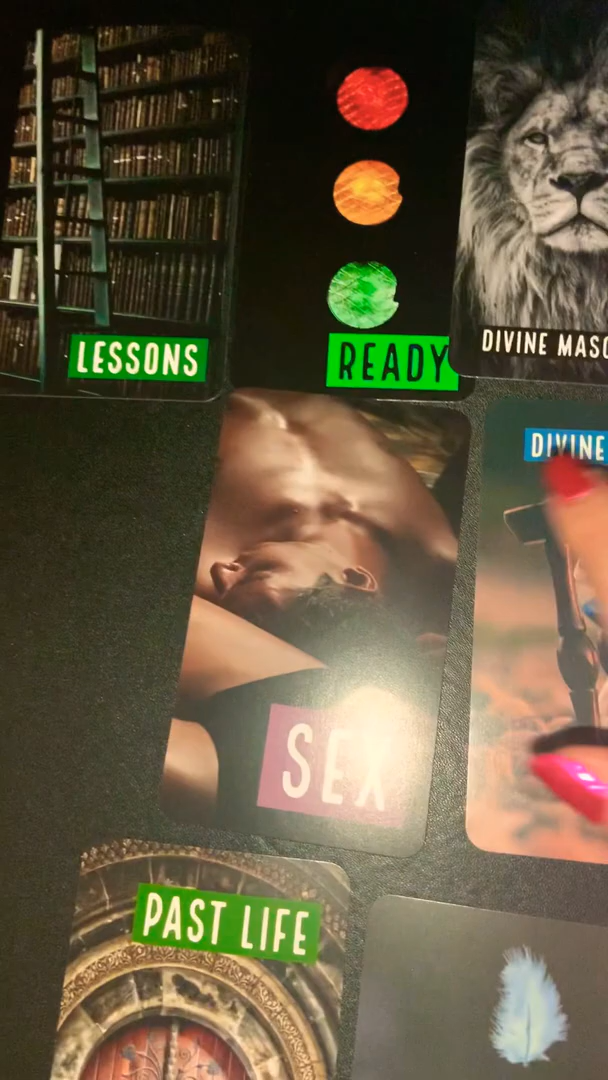 LESSONS
READY
DIVINE MASC
DIVINE
SEX
PAST LIFE